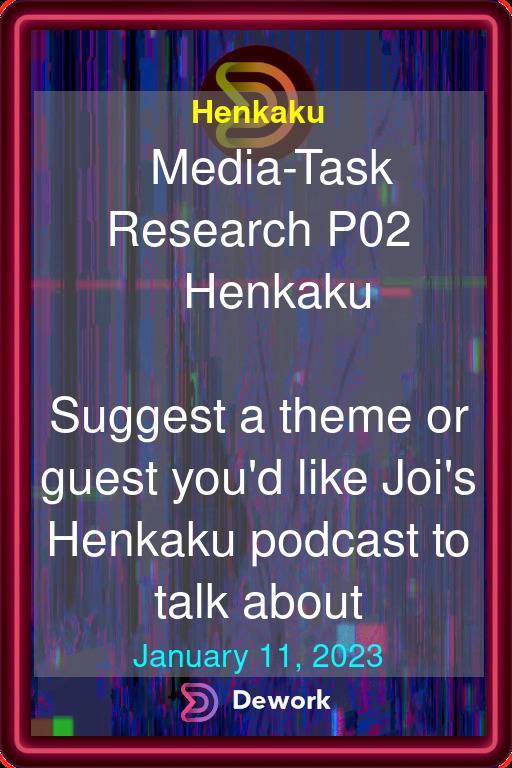 Henkaku
Media-Task
Research P02
Henkaku
Suggest a theme or
guest you'd like Joi's
Henkaku podcast to
talk about
January 11, 2023
Dework